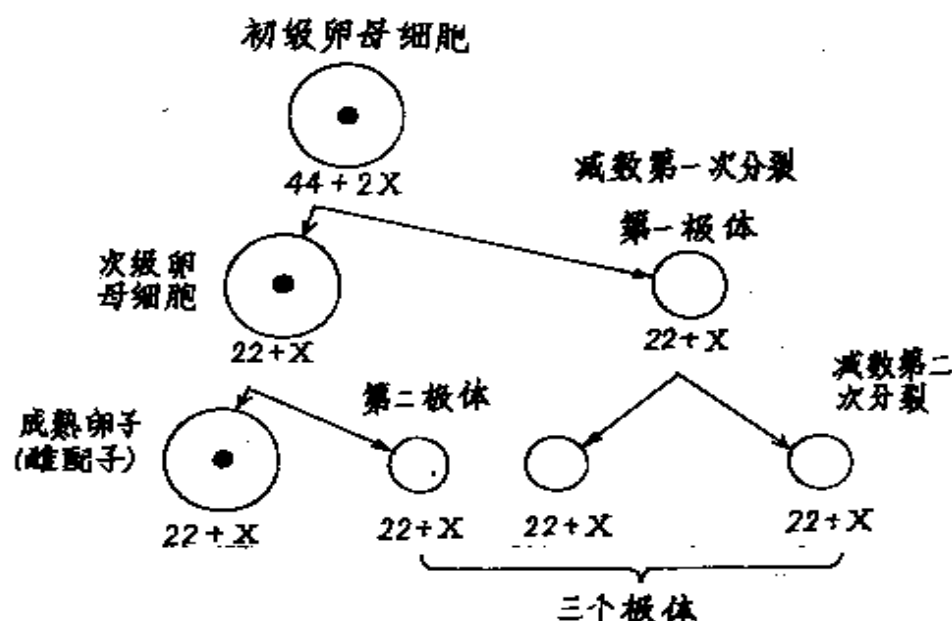 初级卵母细胞
44+2X
减数第一次分裂
第一极体
次级卵
母细胞
22+X
22+X
减数第二
次分裂
第二极体
成熟卵子
(雌配子)
22+X
22+X
22+X
22+X
三个极体